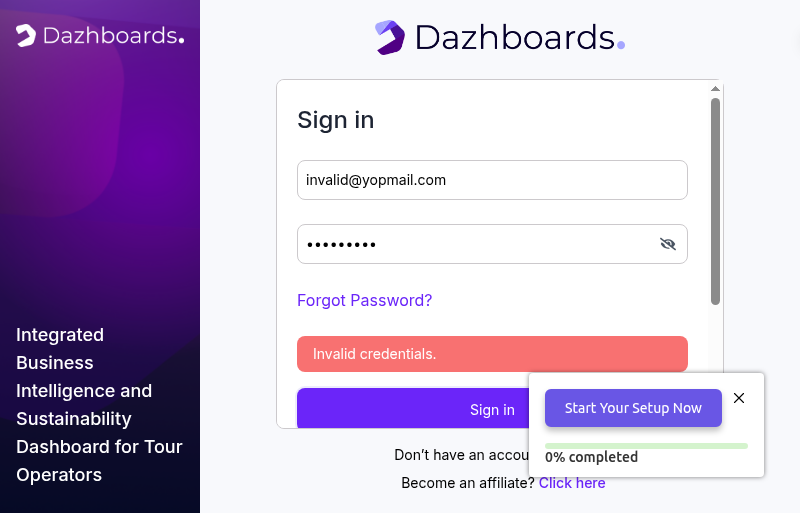 Dazhboards.
Integrated
Business
Intelligence and
Sustainability
Dashboard for Tour
Operators
Dazhboards.
Sign in
invalid@yopmail.com
•••••••••
Forgot Password?
Invalid credentials.
Sign in
Don't have an accou
Become an affiliate? Click here
Start Your Setup Now
0% completed